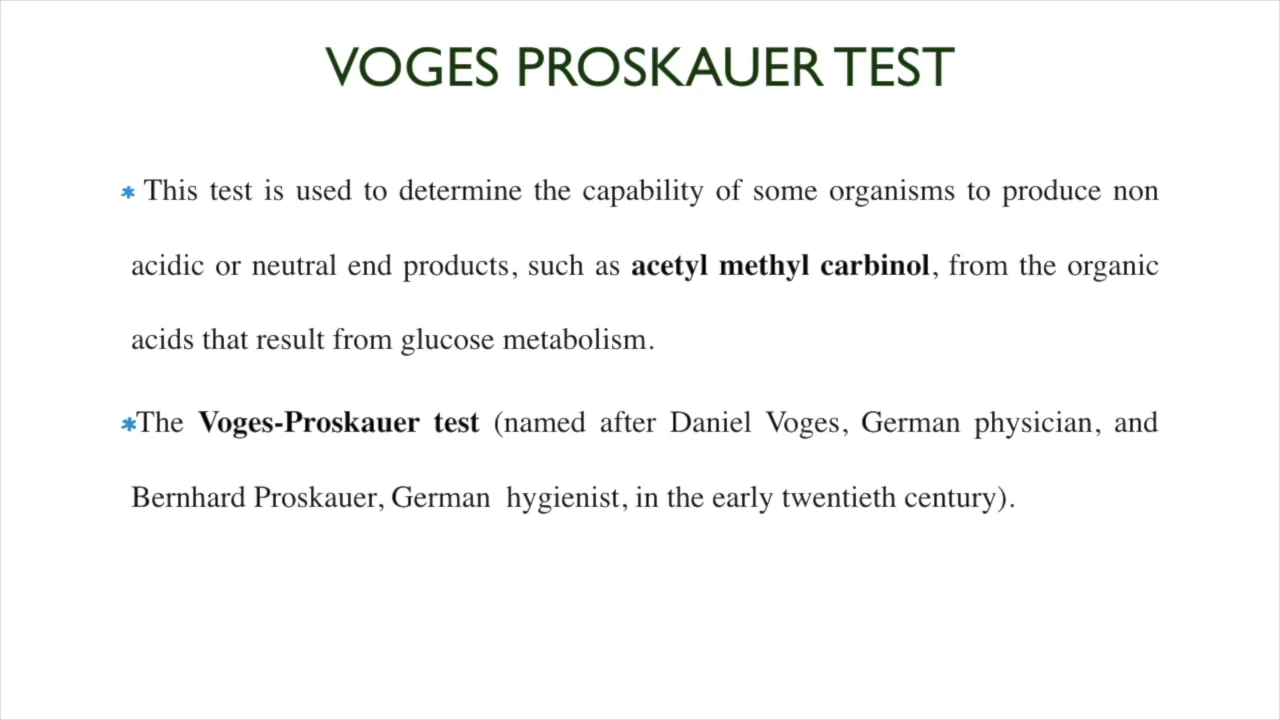 VOGES PROSKAUER TEST
* This test is used to determine the capability of some organisms to produce non
acidic or neutral end products, such as acetyl methyl carbinol, from the organic
acids that result from glucose metabolism.
*The Voges-Proskauer test (named after Daniel Voges, German physician, and
Bernhard Proskauer, German hygienist, in the early twentieth century).